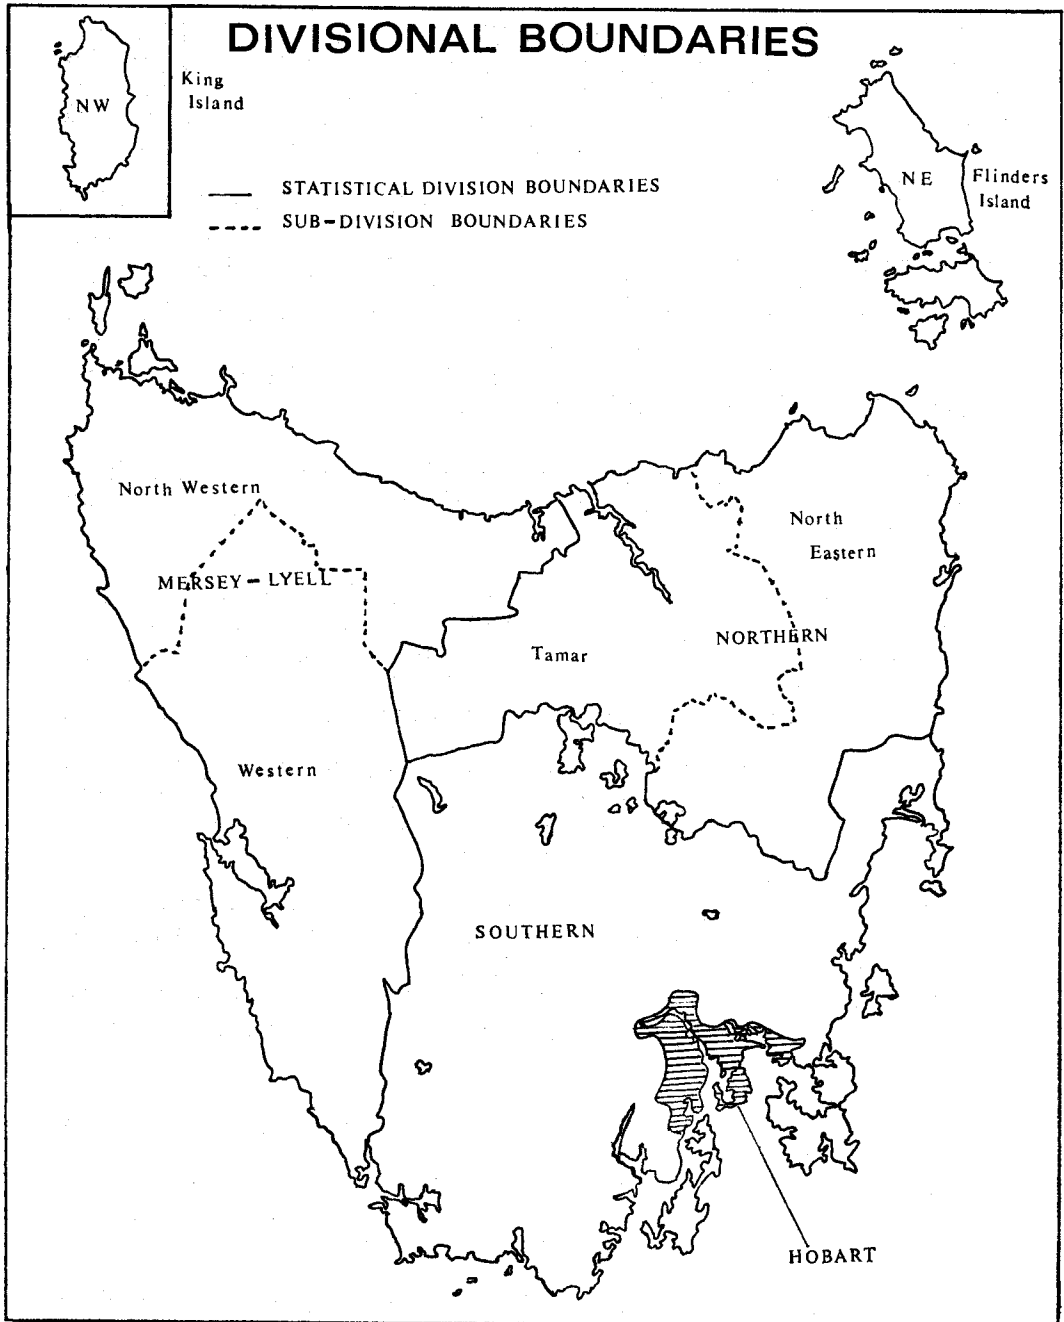 DIVISIONAL BOUNDARIES
King
Island
NW
NE
Flinders
Island
STATISTICAL DIVISION BOUNDARIES
SUB-DIVISION BOUNDARIES
North Western
MERSEY-LYELL
North
Eastern
NORTHERN
Tamar
Western
SOUTHERN
HOBART